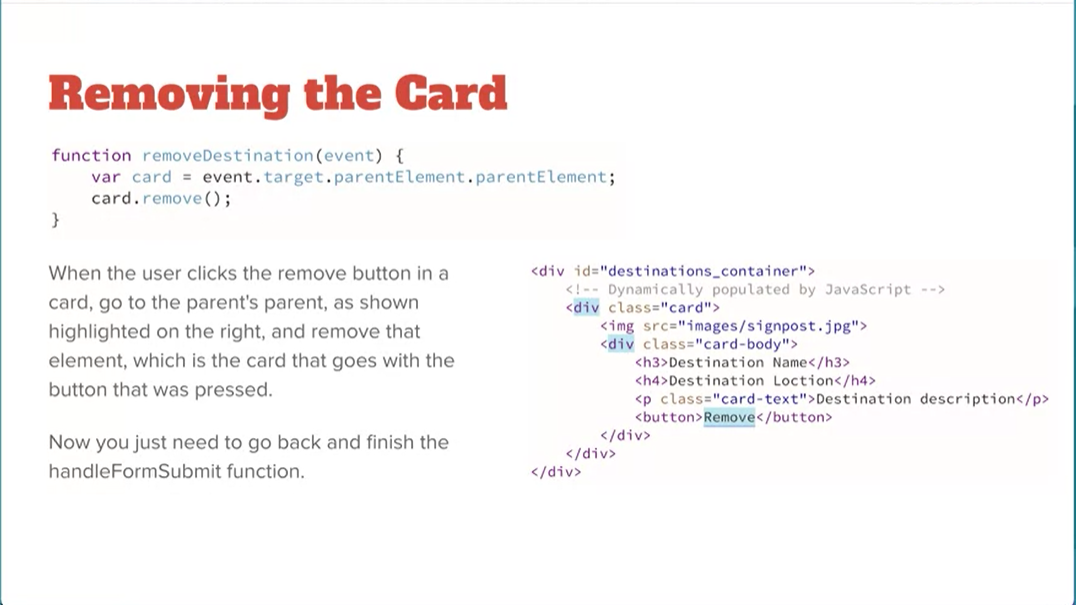 Removing the Card
function removeDestination(event) {
    var card = event.target.parentElement.parentElement;
    card.remove();
}
When the user clicks the remove button in a
card, go to the parent's parent, as shown
highlighted on the right, and remove that
element, which is the card that goes with the
button that was pressed.
Now you just need to go back and finish the
handleFormSubmit function.
<div id="destinations_container">
    <!-- Dynamically populated by JavaScript -->
    <div class="card">
        <img src="images/signpost.jpg">
        <div class="card-body">
            <h3>Destination Name</h3>
            <h4>Destination Loction</h4>
            <p class="card-text">Destination description</p>
            <button>Remove</button>
        </div>
    </div>
</div>